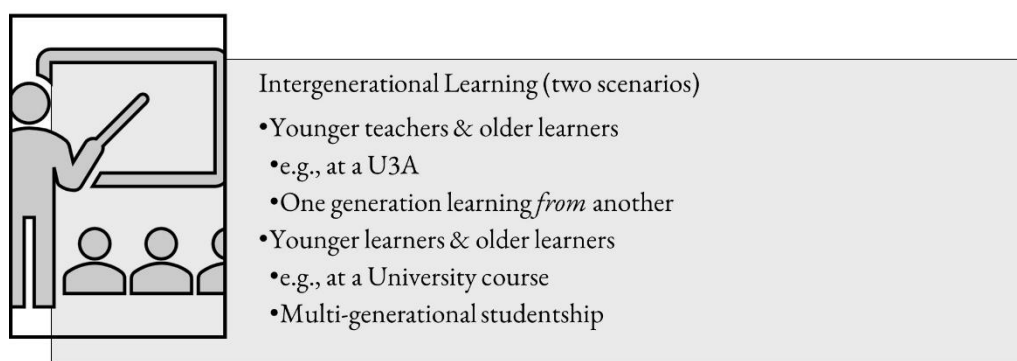 Intergenerational Learning (two scenarios)
•Younger teachers & older learners
•e.g., at a U3A
•One generation learning from another
•Younger learners & older learners
•e.g., at a University course
•Multi-generational studentship